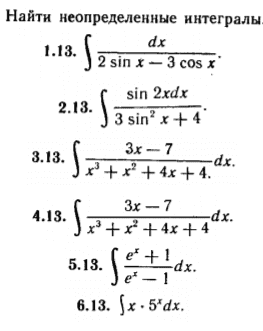 Найти неопределенные интегралы.
1.13. ∫ dx / (2 sin x − 3 cos x).
2.13. ∫ sin 2xdx / (3 sin² x + 4).
3.13. ∫ (3x − 7) / (x³ + x² + 4x + 4.) dx.
4.13. ∫ (3x − 7) / (x³ + x² + 4x + 4) dx.
5.13. ∫ (eˣ + 1) / (eˣ − 1) dx.
6.13. ∫x · 5ˣdx.